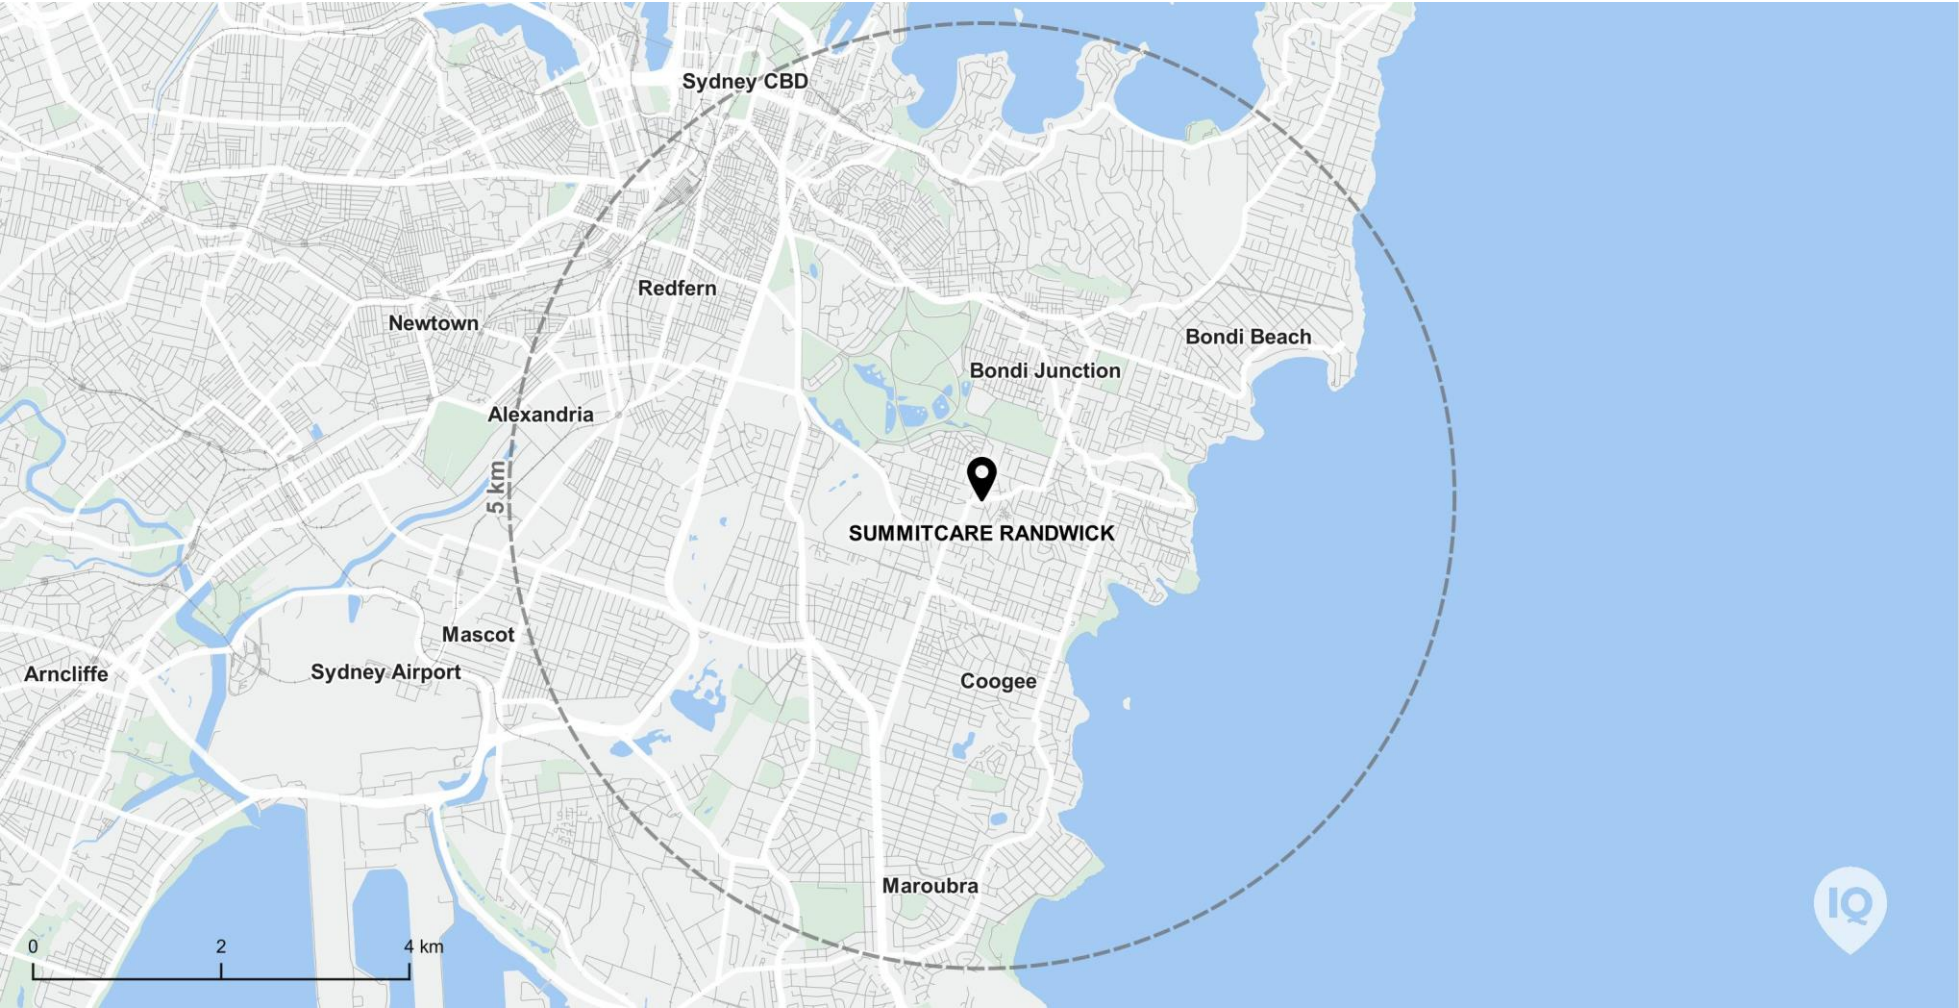 Sydney CBD
Redfern
Newtown
Bondi Beach
Bondi Junction
Alexandria
5 km
SUMMITCARE RANDWICK
Mascot
Arncliffe
Sydney Airport
Coogee
Maroubra
0 2 4 km
IQ